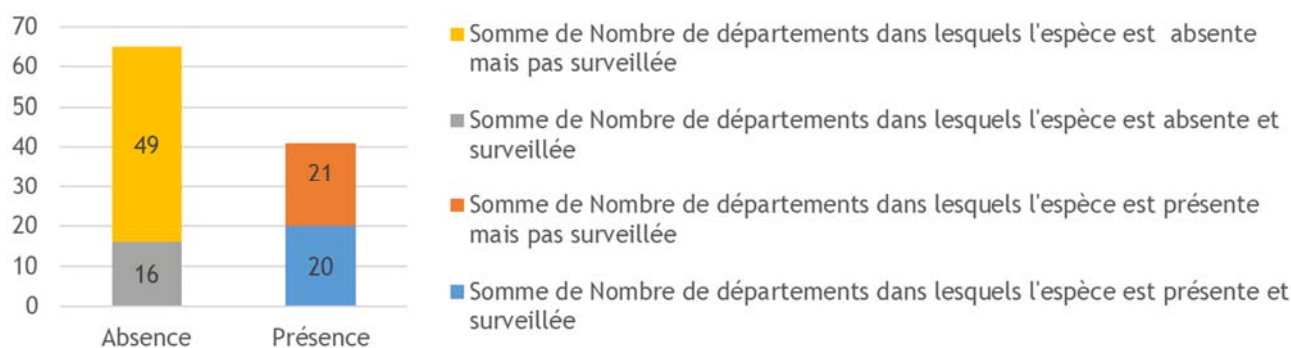 70
60
50
40
30
20
10
0
49
16
21
20
Absence
Présence
Somme de Nombre de départements dans lesquels l'espèce est  absente
mais pas surveillée
Somme de Nombre de départements dans lesquels l'espèce est absente et
surveillée
Somme de Nombre de départements dans lesquels l'espèce est présente
mais pas surveillée
Somme de Nombre de départements dans lesquels l'espèce est présente et
surveillée